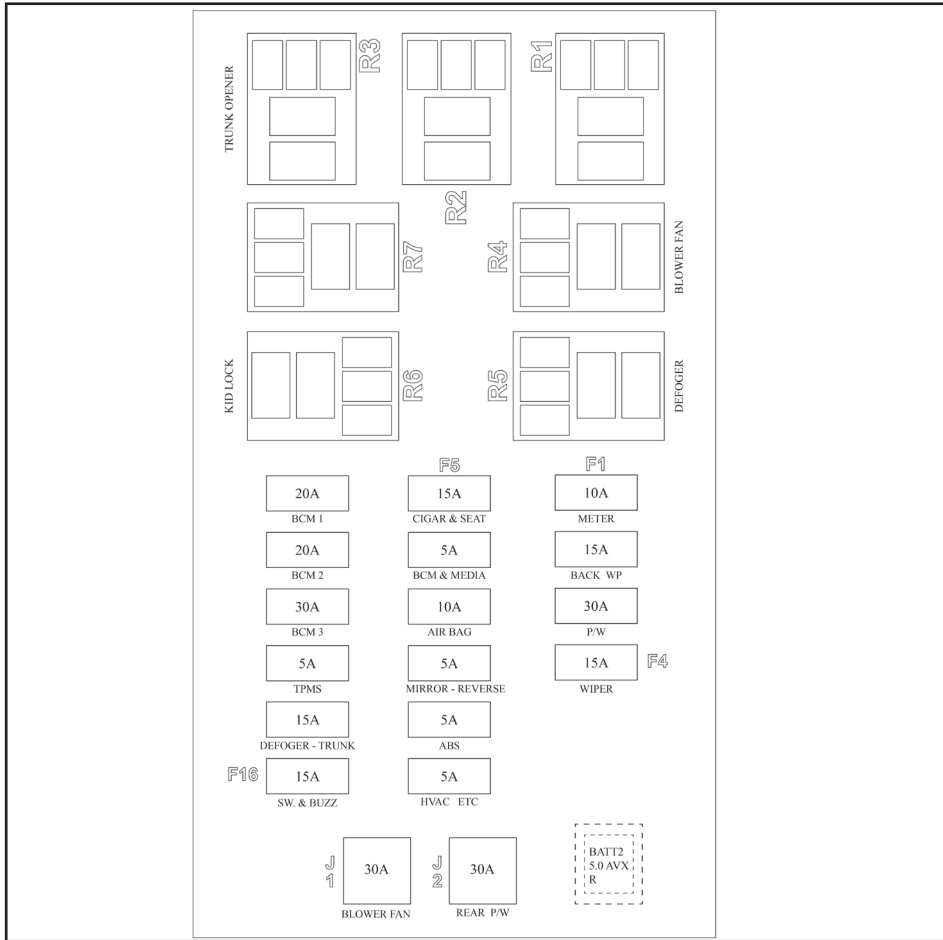 TRUNK OPENER
R3
R1
R2
R7
R4
BLOWER FAN
KID LOCK
R6
R5
DEFOGER
F5
F1
20A
15A
10A
BCM 1
CIGAR & SEAT
METER
20A
5A
15A
BCM 2
BCM & MEDIA
BACK WP
30A
10A
30A
BCM 3
AIR BAG
P/W
5A
5A
15A
F4
TPMS
MIRROR - REVERSE
WIPER
15A
5A
DEFOGER - TRUNK
ABS
F16
15A
5A
SW. & BUZZ
HVAC ETC
J
1
30A
J
2
30A
BLOWER FAN
REAR P/W
BATT2
5.0 AVX
R